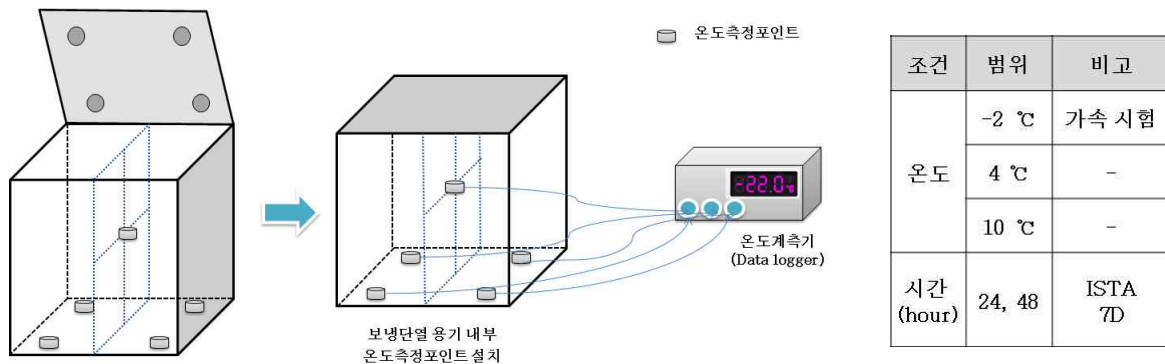 온도측정포인트
-22.0℃
온도계측기
(Data logger)
보냉단열 용기 내부
온도측정포인트 설치
조건 범위 비고
온도 -2 ℃ 가속 시험
4 ℃ -
10 ℃ -
시간
(hour) 24, 48 ISTA
7D